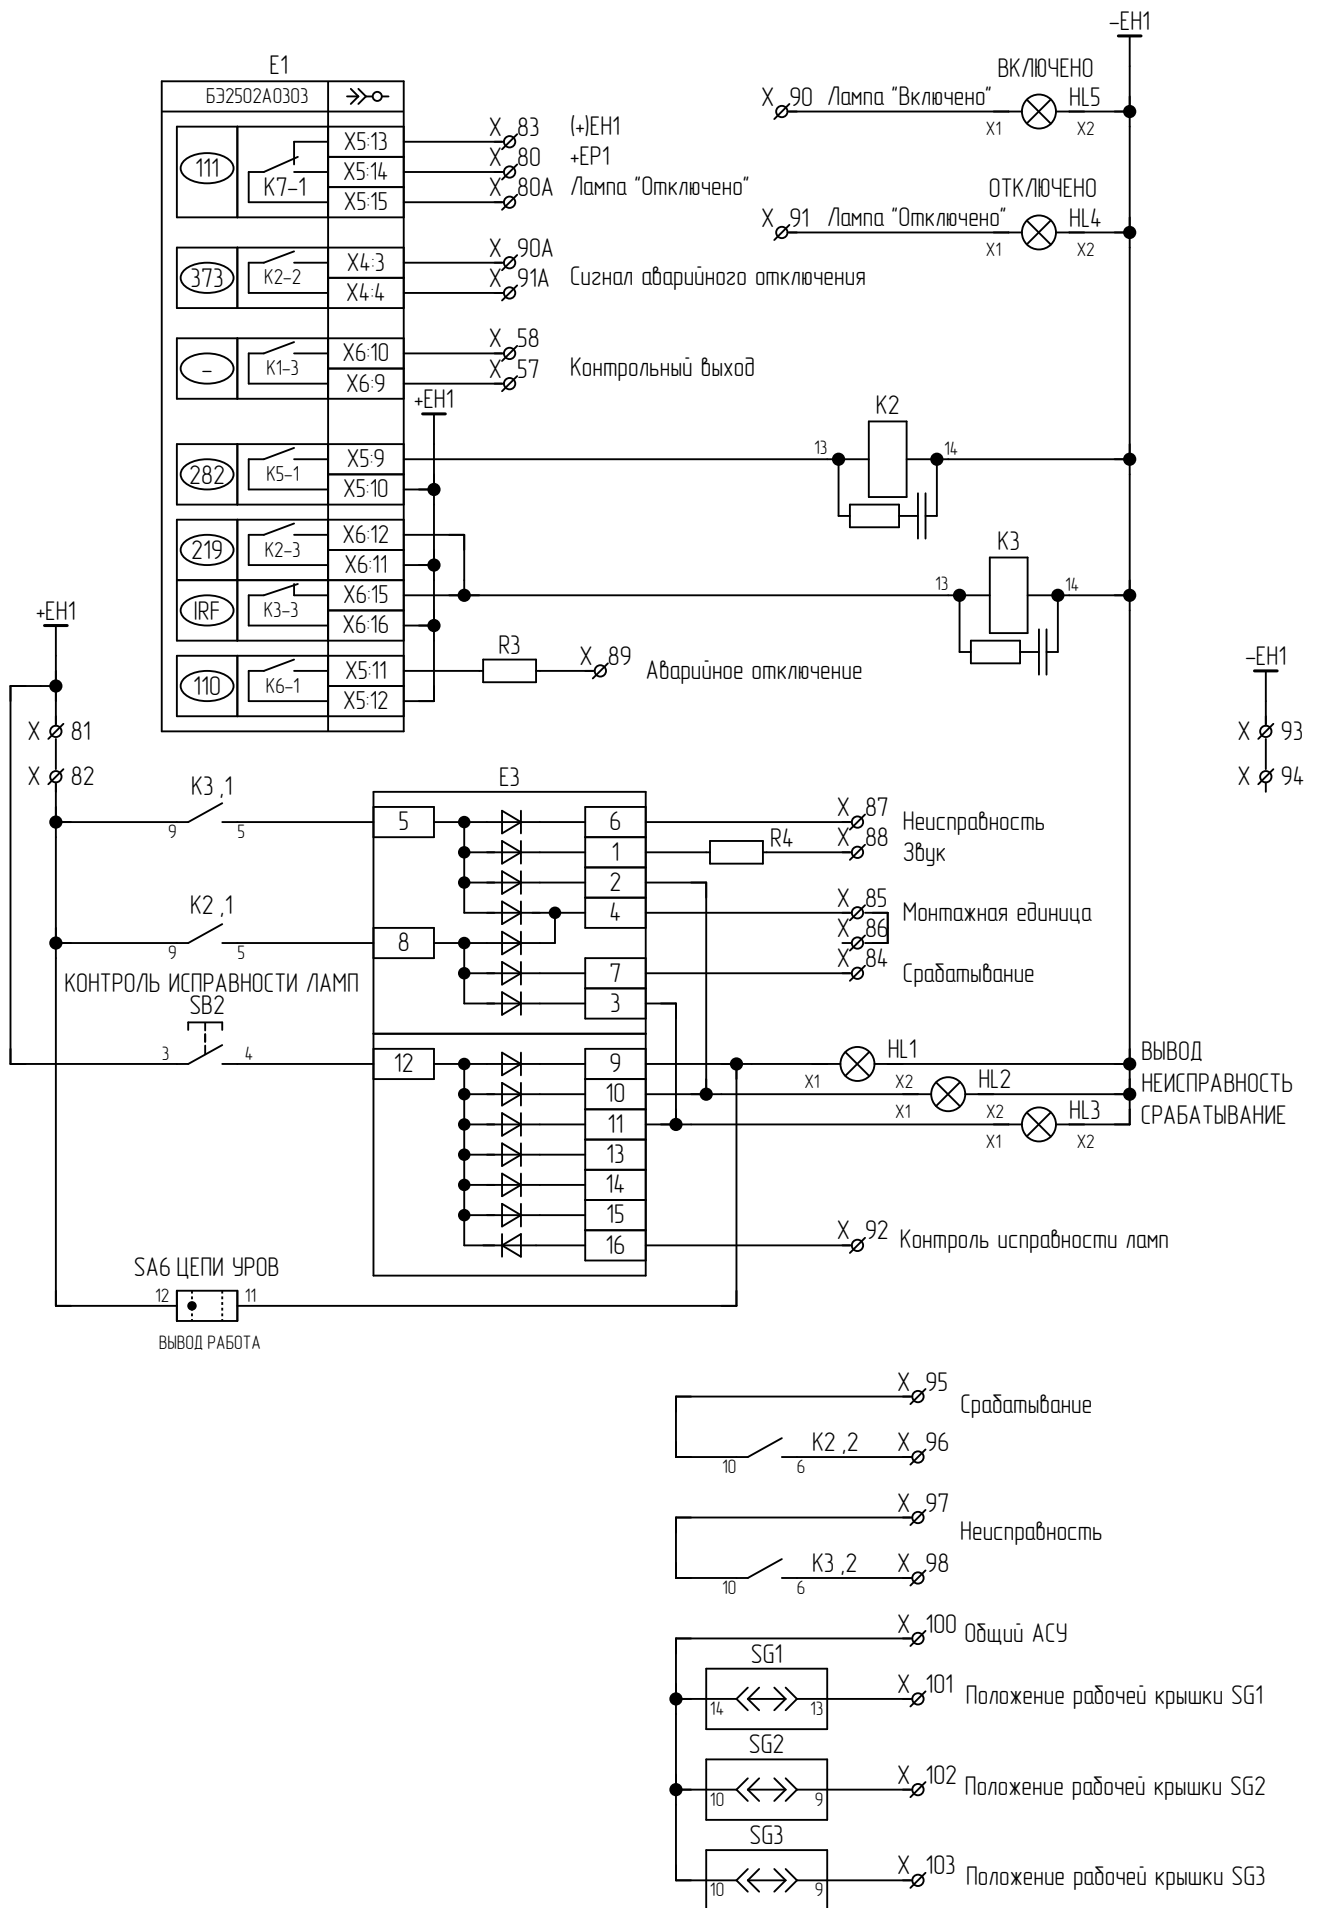 -EH1
E1
БЭ2502А0303
ВКЛЮЧЕНО
X 90 Лампа "Включено" HL5
X1 X2
111 K7-1
X5:13 X 83 (+)EH1
X5:14 X 80 +EP1
X5:15 X 80A Лампа "Отключено"
ОТКЛЮЧЕНО
X 91 Лампа "Отключено" HL4
X1 X2
373 K2-2
X4:3 X 90A
X4:4 X 91A Сигнал аварийного отключения
- K1-3
X6:10 X 58
X6:9 X 57 Контрольный выход
+EH1
K2
282 K5-1
X5:9 13 14
X5:10
219 K2-3
X6:12
X6:11
K3
IRF K3-3
X6:15 13 14
X6:16
+EH1
110 K6-1
X5:11 R3 X 89 Аварийное отключение
X5:12
-EH1
X 81
X 82
X 93
X 94
E3
K3 ,1
9 5
5 6 X 87 Неисправность
1 R4 X 88 Звук
2
4 X 85 Монтажная единица
X 86
K2 ,1
9 5
8
7 X 84 Срабатывание
3
КОНТРОЛЬ ИСПРАВНОСТИ ЛАМП
SB2
3 4
12 9 HL1 ВЫВОД
X1 X2
10 HL2 НЕИСПРАВНОСТЬ
X1 X2
11 HL3 СРАБАТЫВАНИЕ
X1 X2
13
14
15
16 X 92 Контроль исправности ламп
SA6 ЦЕПИ УРОВ
12 11
ВЫВОД РАБОТА
X 95 Срабатывание
K2 ,2 X 96
10 6
X 97 Неисправность
K3 ,2 X 98
10 6
X 100 Общий АСУ
SG1
14 13 X 101 Положение рабочей крышки SG1
SG2
10 9 X 102 Положение рабочей крышки SG2
SG3
10 9 X 103 Положение рабочей крышки SG3